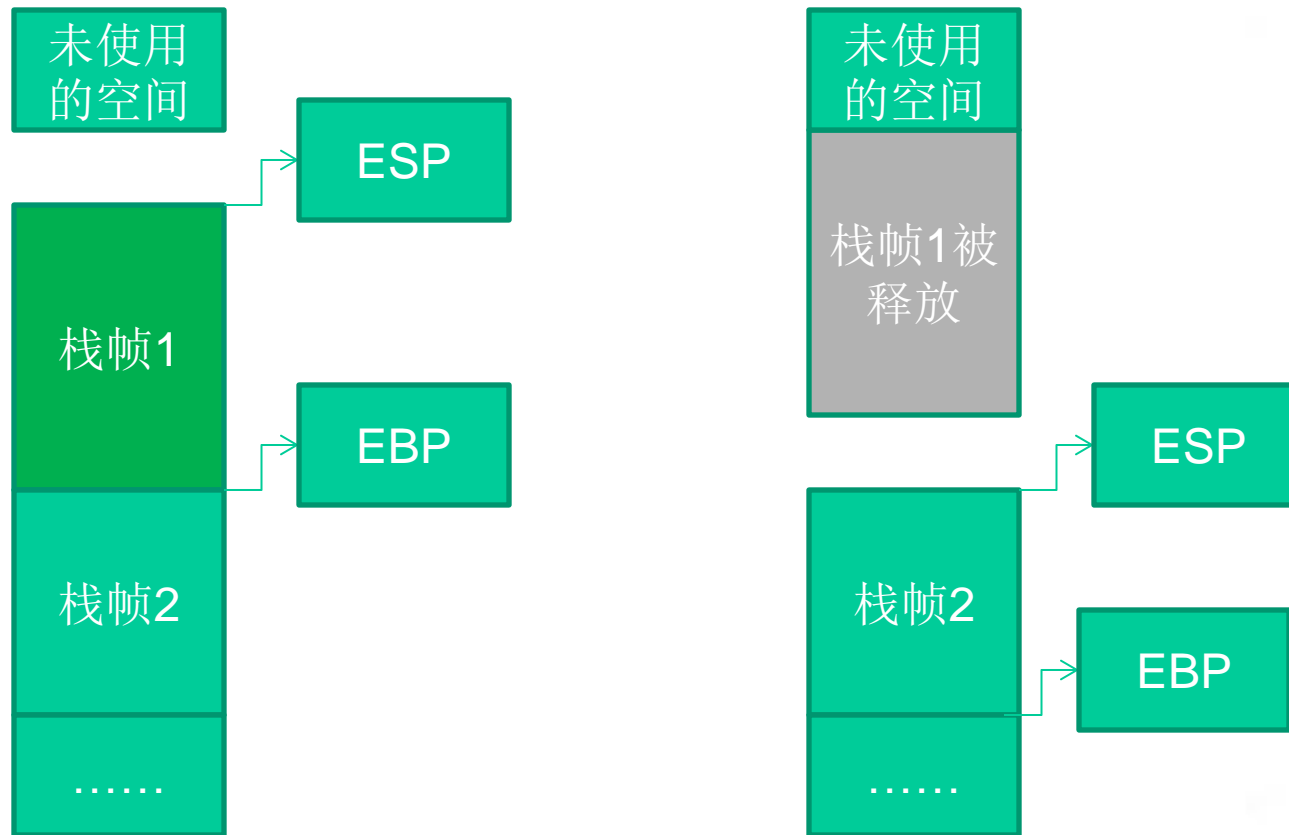 未使用
的空间
ESP
栈帧1
EBP
栈帧2
......
未使用
的空间
栈帧1被
释放
ESP
栈帧2
EBP
......